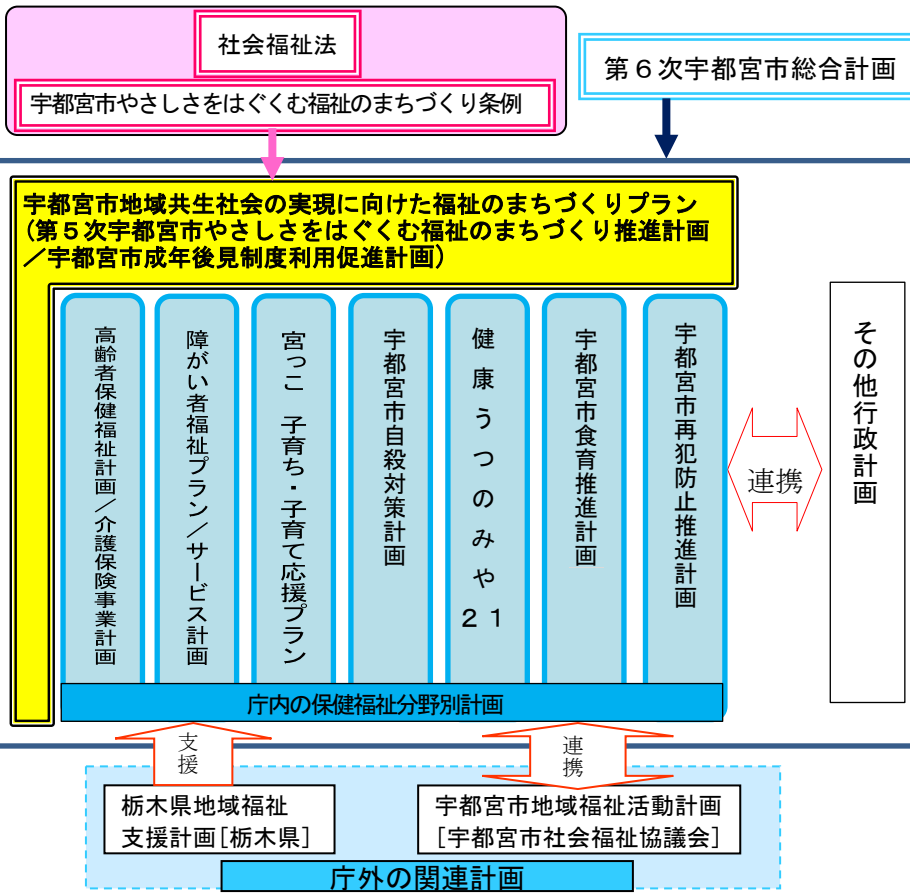 社会福祉法
宇都宮市やさしさをはぐくむ福祉のまちづくり条例
第６次宇都宮市総合計画
宇都宮市地域共生社会の実現に向けた福祉のまちづくりプラン
（第５次宇都宮市やさしさをはぐくむ福祉のまちづくり推進計画
／宇都宮市成年後見制度利用促進計画）
高齢者保健福祉計画／介護保険事業計画
障がい者福祉プラン／サービス計画
宮っこ 子育ち・子育て応援プラン
宇都宮市自殺対策計画
健康うつのみや２１
宇都宮市食育推進計画
宇都宮市再犯防止推進計画
連携
その他行政計画
庁内の保健福祉分野別計画
支援
連携
栃木県地域福祉
支援計画［栃木県］
宇都宮市地域福祉活動計画
［宇都宮市社会福祉協議会］
庁外の関連計画